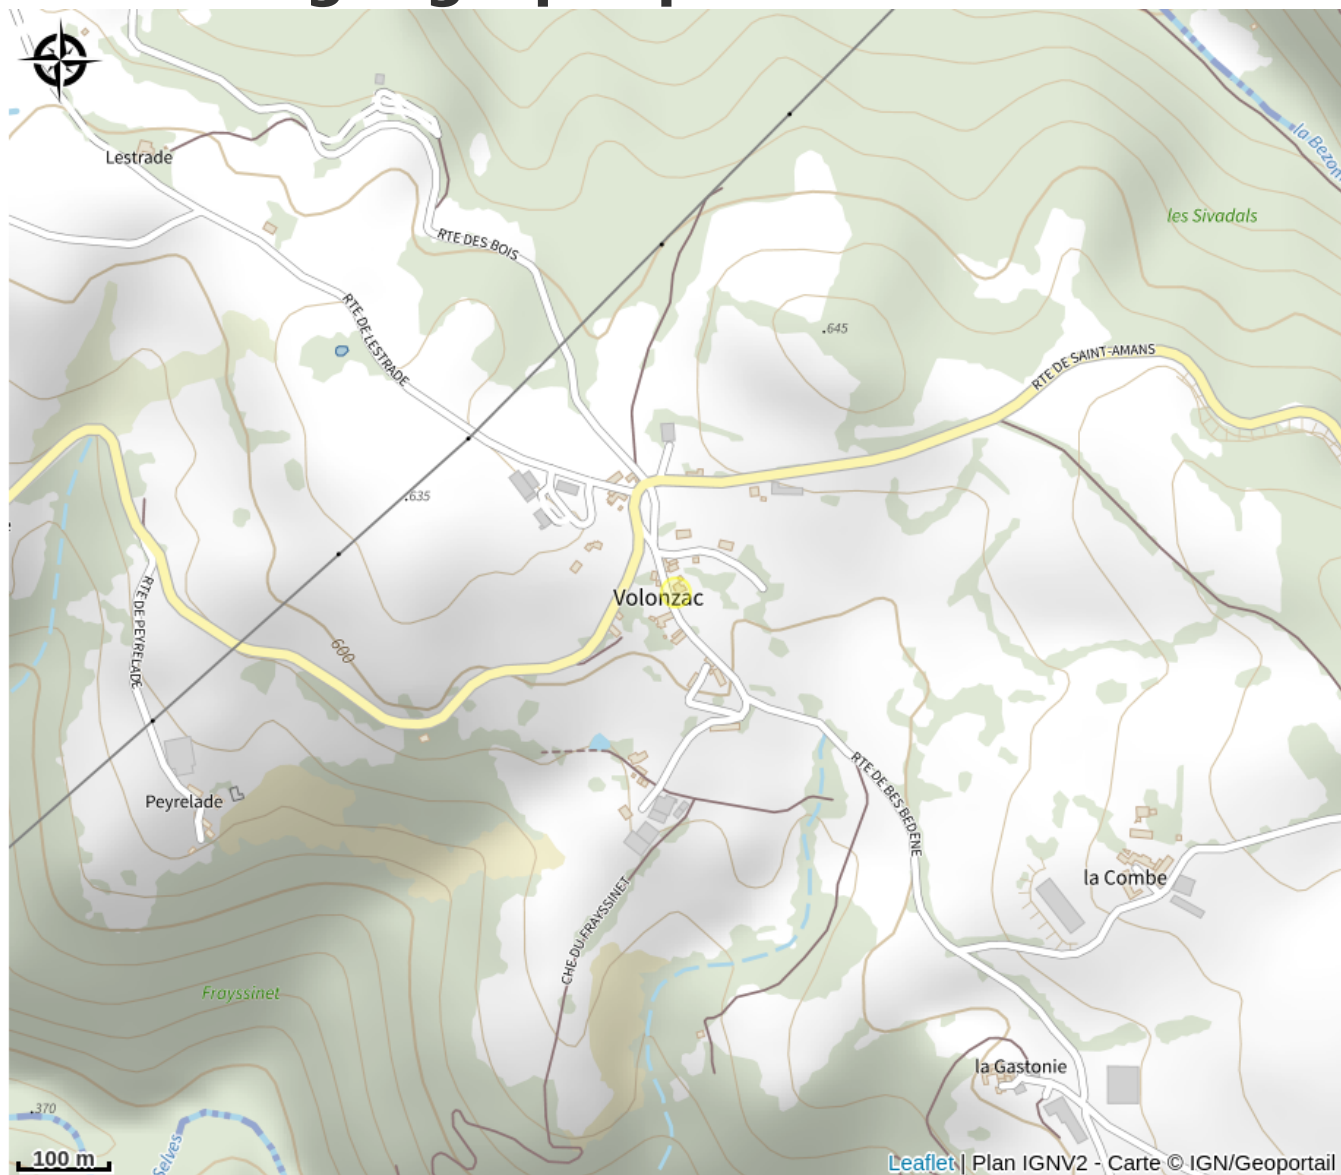 Lestrade
la Bezon
les Sivadals
RTE DES BOIS
RTE DE LESTRADE
.645
RTE DE SAINT-AMANS
.635
RTE DE PEYRELADE
Volonzac
600
RTE DE BES BEDENE
Peyrelade
la Combe
CHE DU FRAYSSINET
Frayssinet
la Gastonie
.370
Selves
100 m
Leaflet | Plan IGNV2 - Carte © IGN/Geoportail